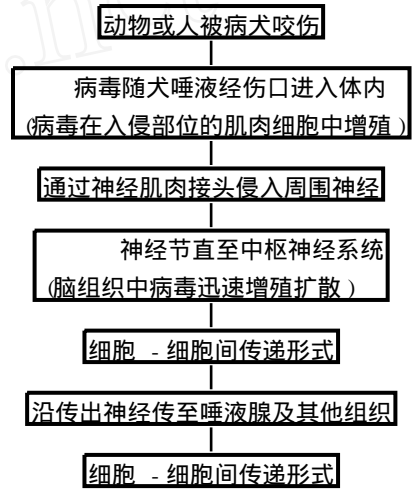 动物或人被病犬咬伤
病毒随犬唾液经伤口进入体内
(病毒在入侵部位的肌肉细胞中增殖)
通过神经肌肉接头侵入周围神经
神经节直至中枢神经系统
(脑组织中病毒迅速增殖扩散)
细胞 - 细胞间传递形式
沿传出神经传至唾液腺及其他组织
细胞 - 细胞间传递形式